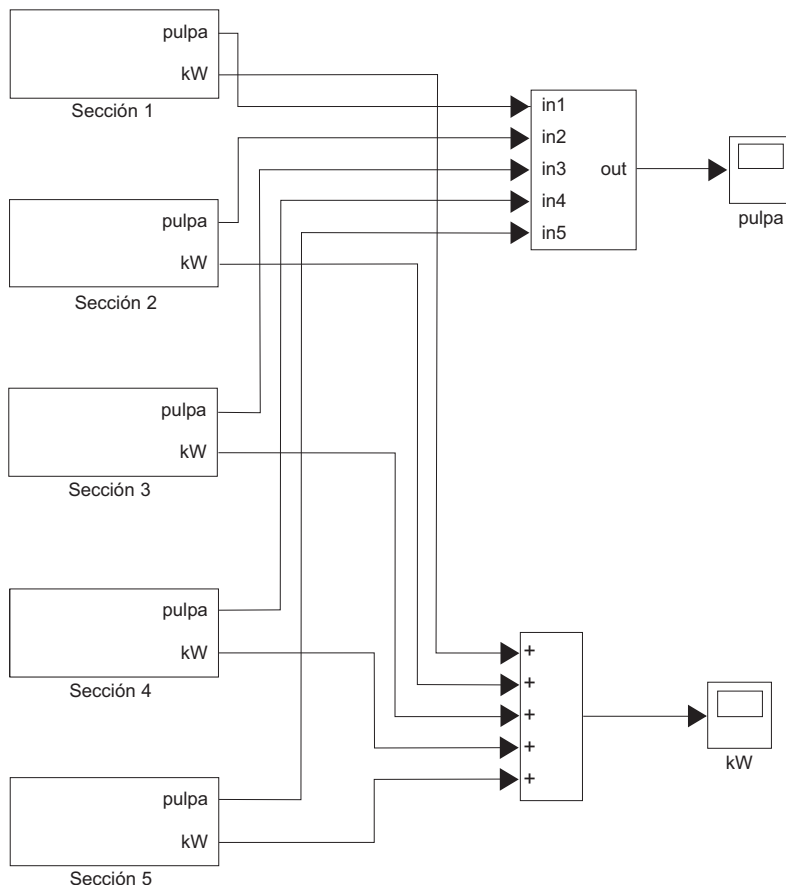 pulpa
kW
Sección 1
pulpa
kW
Sección 2
pulpa
kW
Sección 3
pulpa
kW
Sección 4
pulpa
kW
Sección 5
in1
in2
in3
in4
in5
out
pulpa
+
+
+
+
+
kW